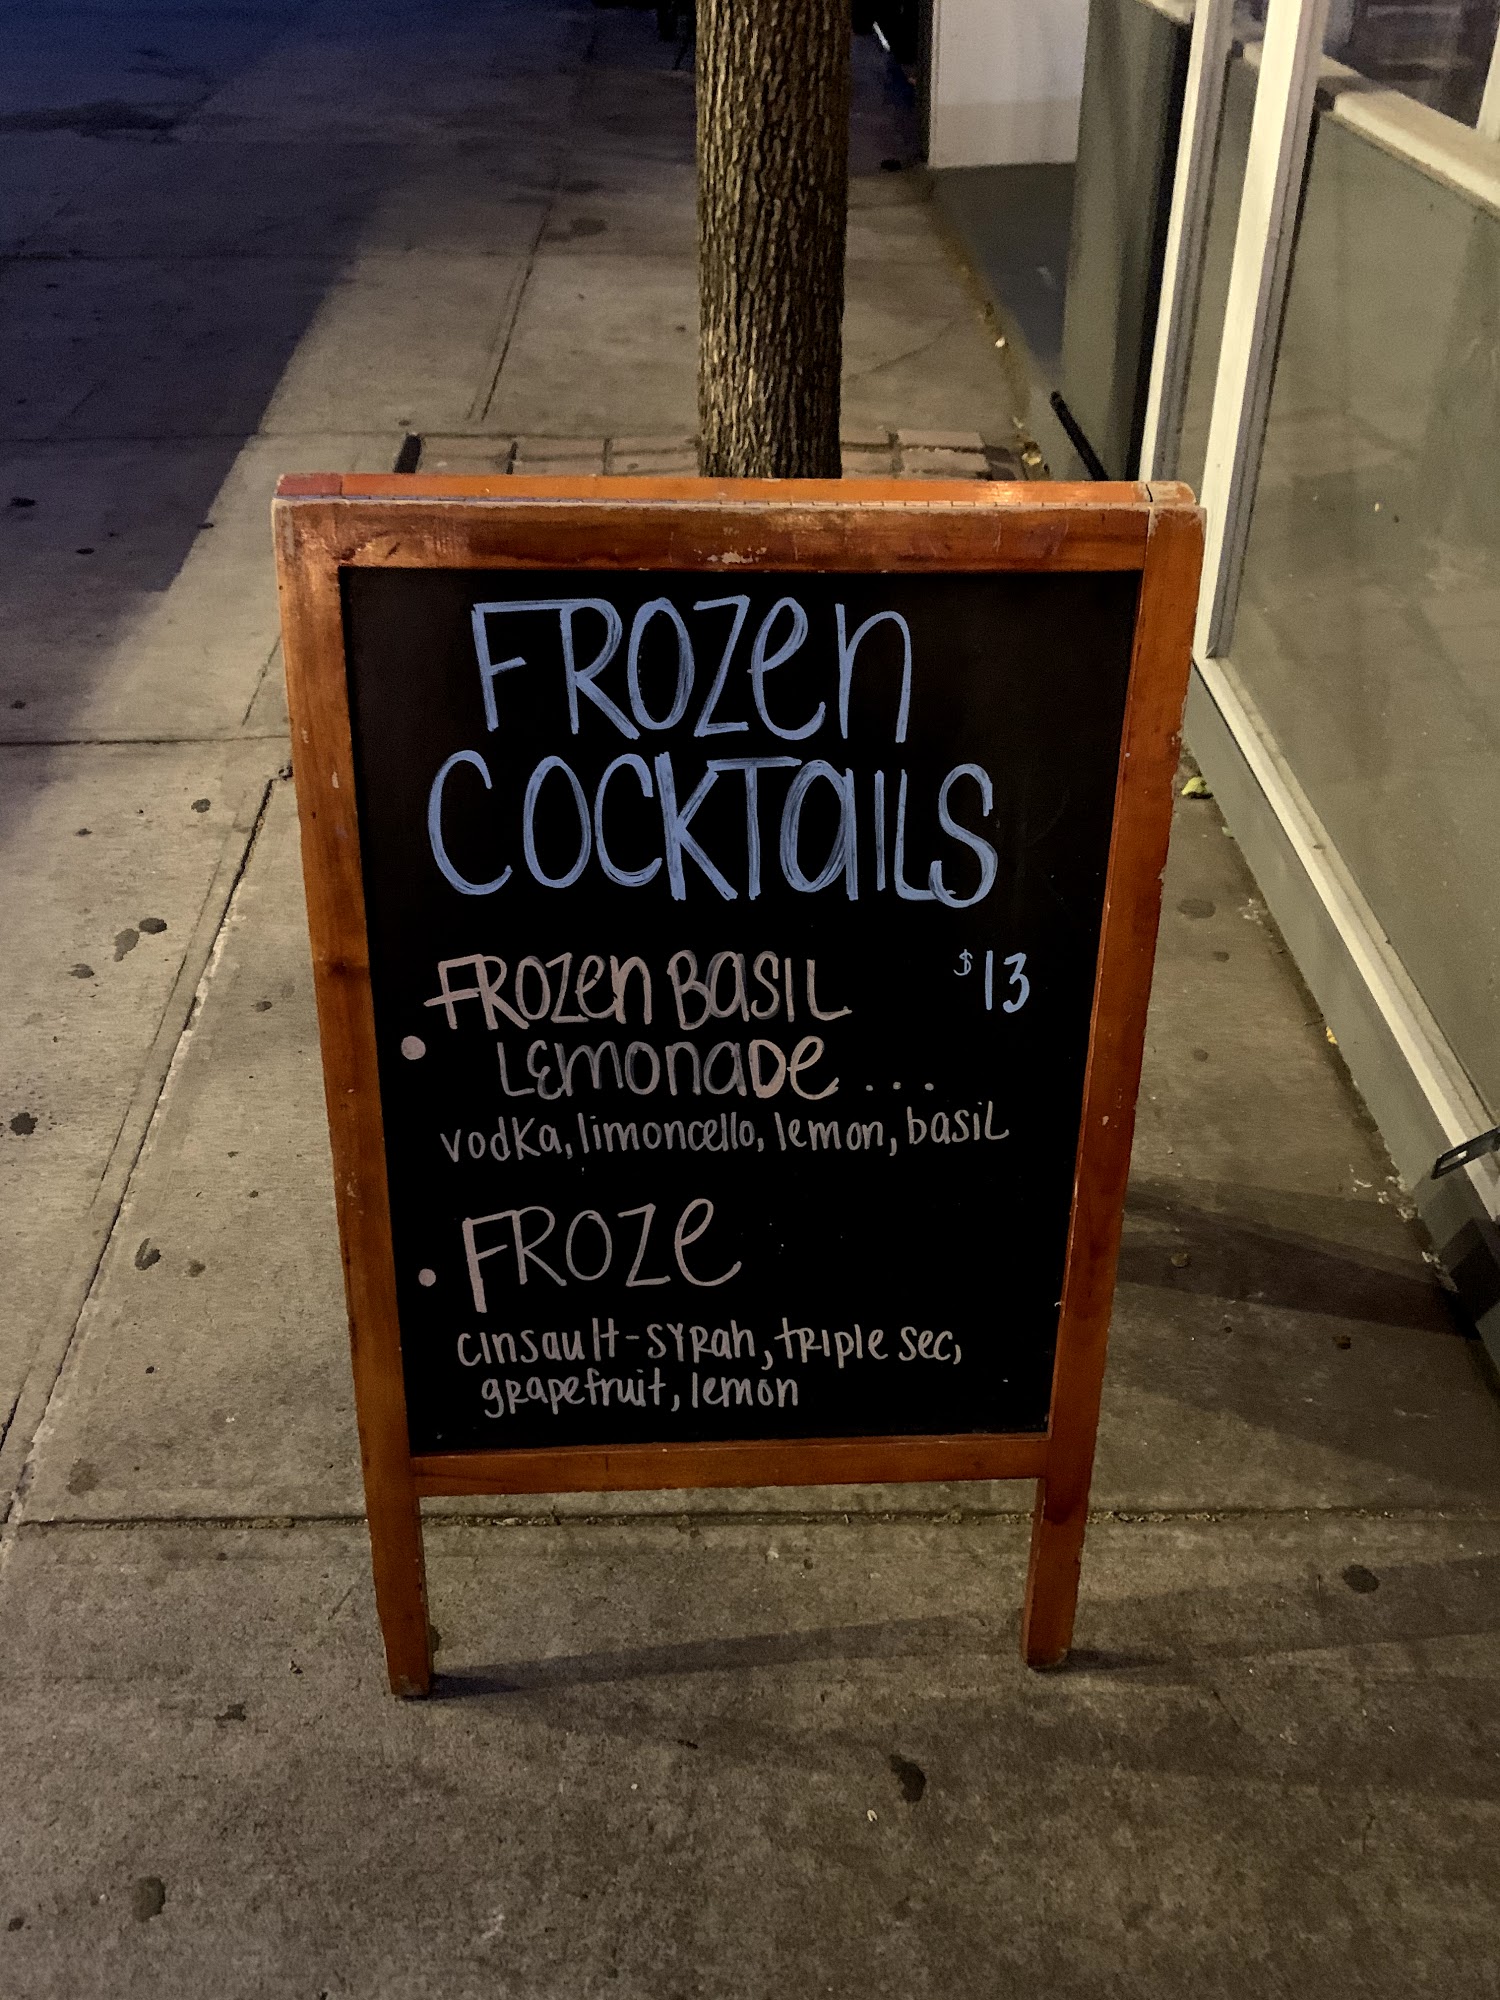 FROZEN
COCKTAILS
FROZEN BASIL $13
LEMONADE...
vodka, limoncello, lemon, basil
• FROZE
cinsault-syrah, triple sec,
grapefruit, lemon